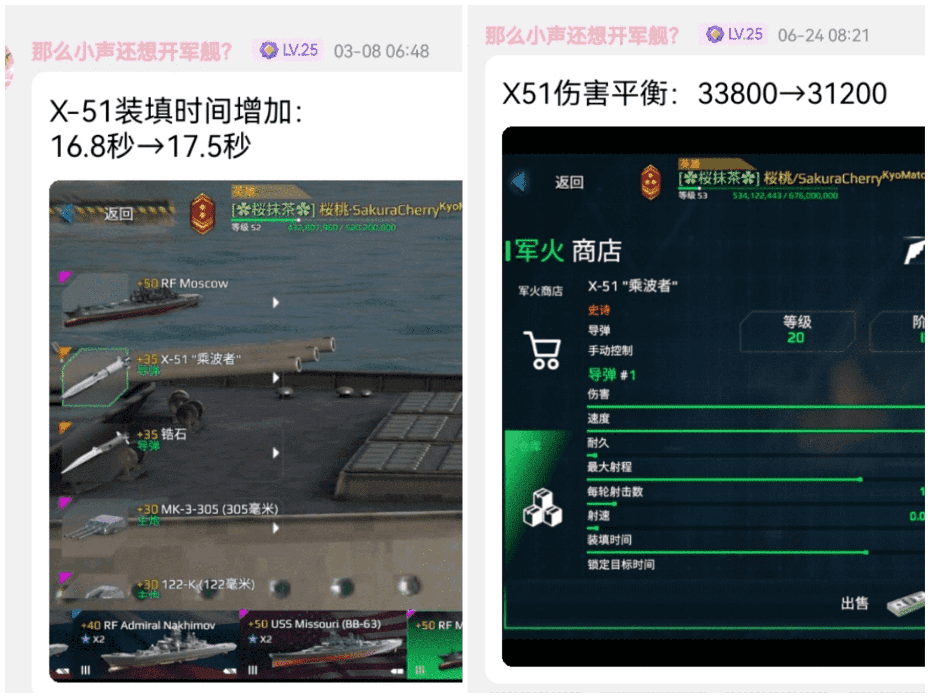 那么小声还想开军舰？ LV.25 03-08 06:48
X-51装填时间增加：
16.8秒→17.5秒
返回
英雄
[✿桜抹茶✿] 桜桃·SakuraCherry
等级 52
+50 RF Moscow
+35 X-51 "乘波者"
导弹
+35 锆石
导弹
+30 MK-3-305 (305毫米)
主炮
+30 122-K (122毫米)
主炮
+40 RF Admiral Nakhimov
X2
+50 USS Missouri (BB-63)
X2
+50 RF M
那么小声还想开军舰？ LV.25 06-24 08:21
X51伤害平衡：33800→31200
返回
英雄
[✿桜抹茶✿] 桜桃/SakuraCherry
等级 53 534,122,443 / 676,000,000
军火 商店
军火商店
X-51 "乘波者"
史诗
导弹
手动控制
导弹 #1
等级
20
阶
伤害
速度
耐久
最大射程
每轮射击数
射速 0.0
装填时间
锁定目标时间
仓库
出售